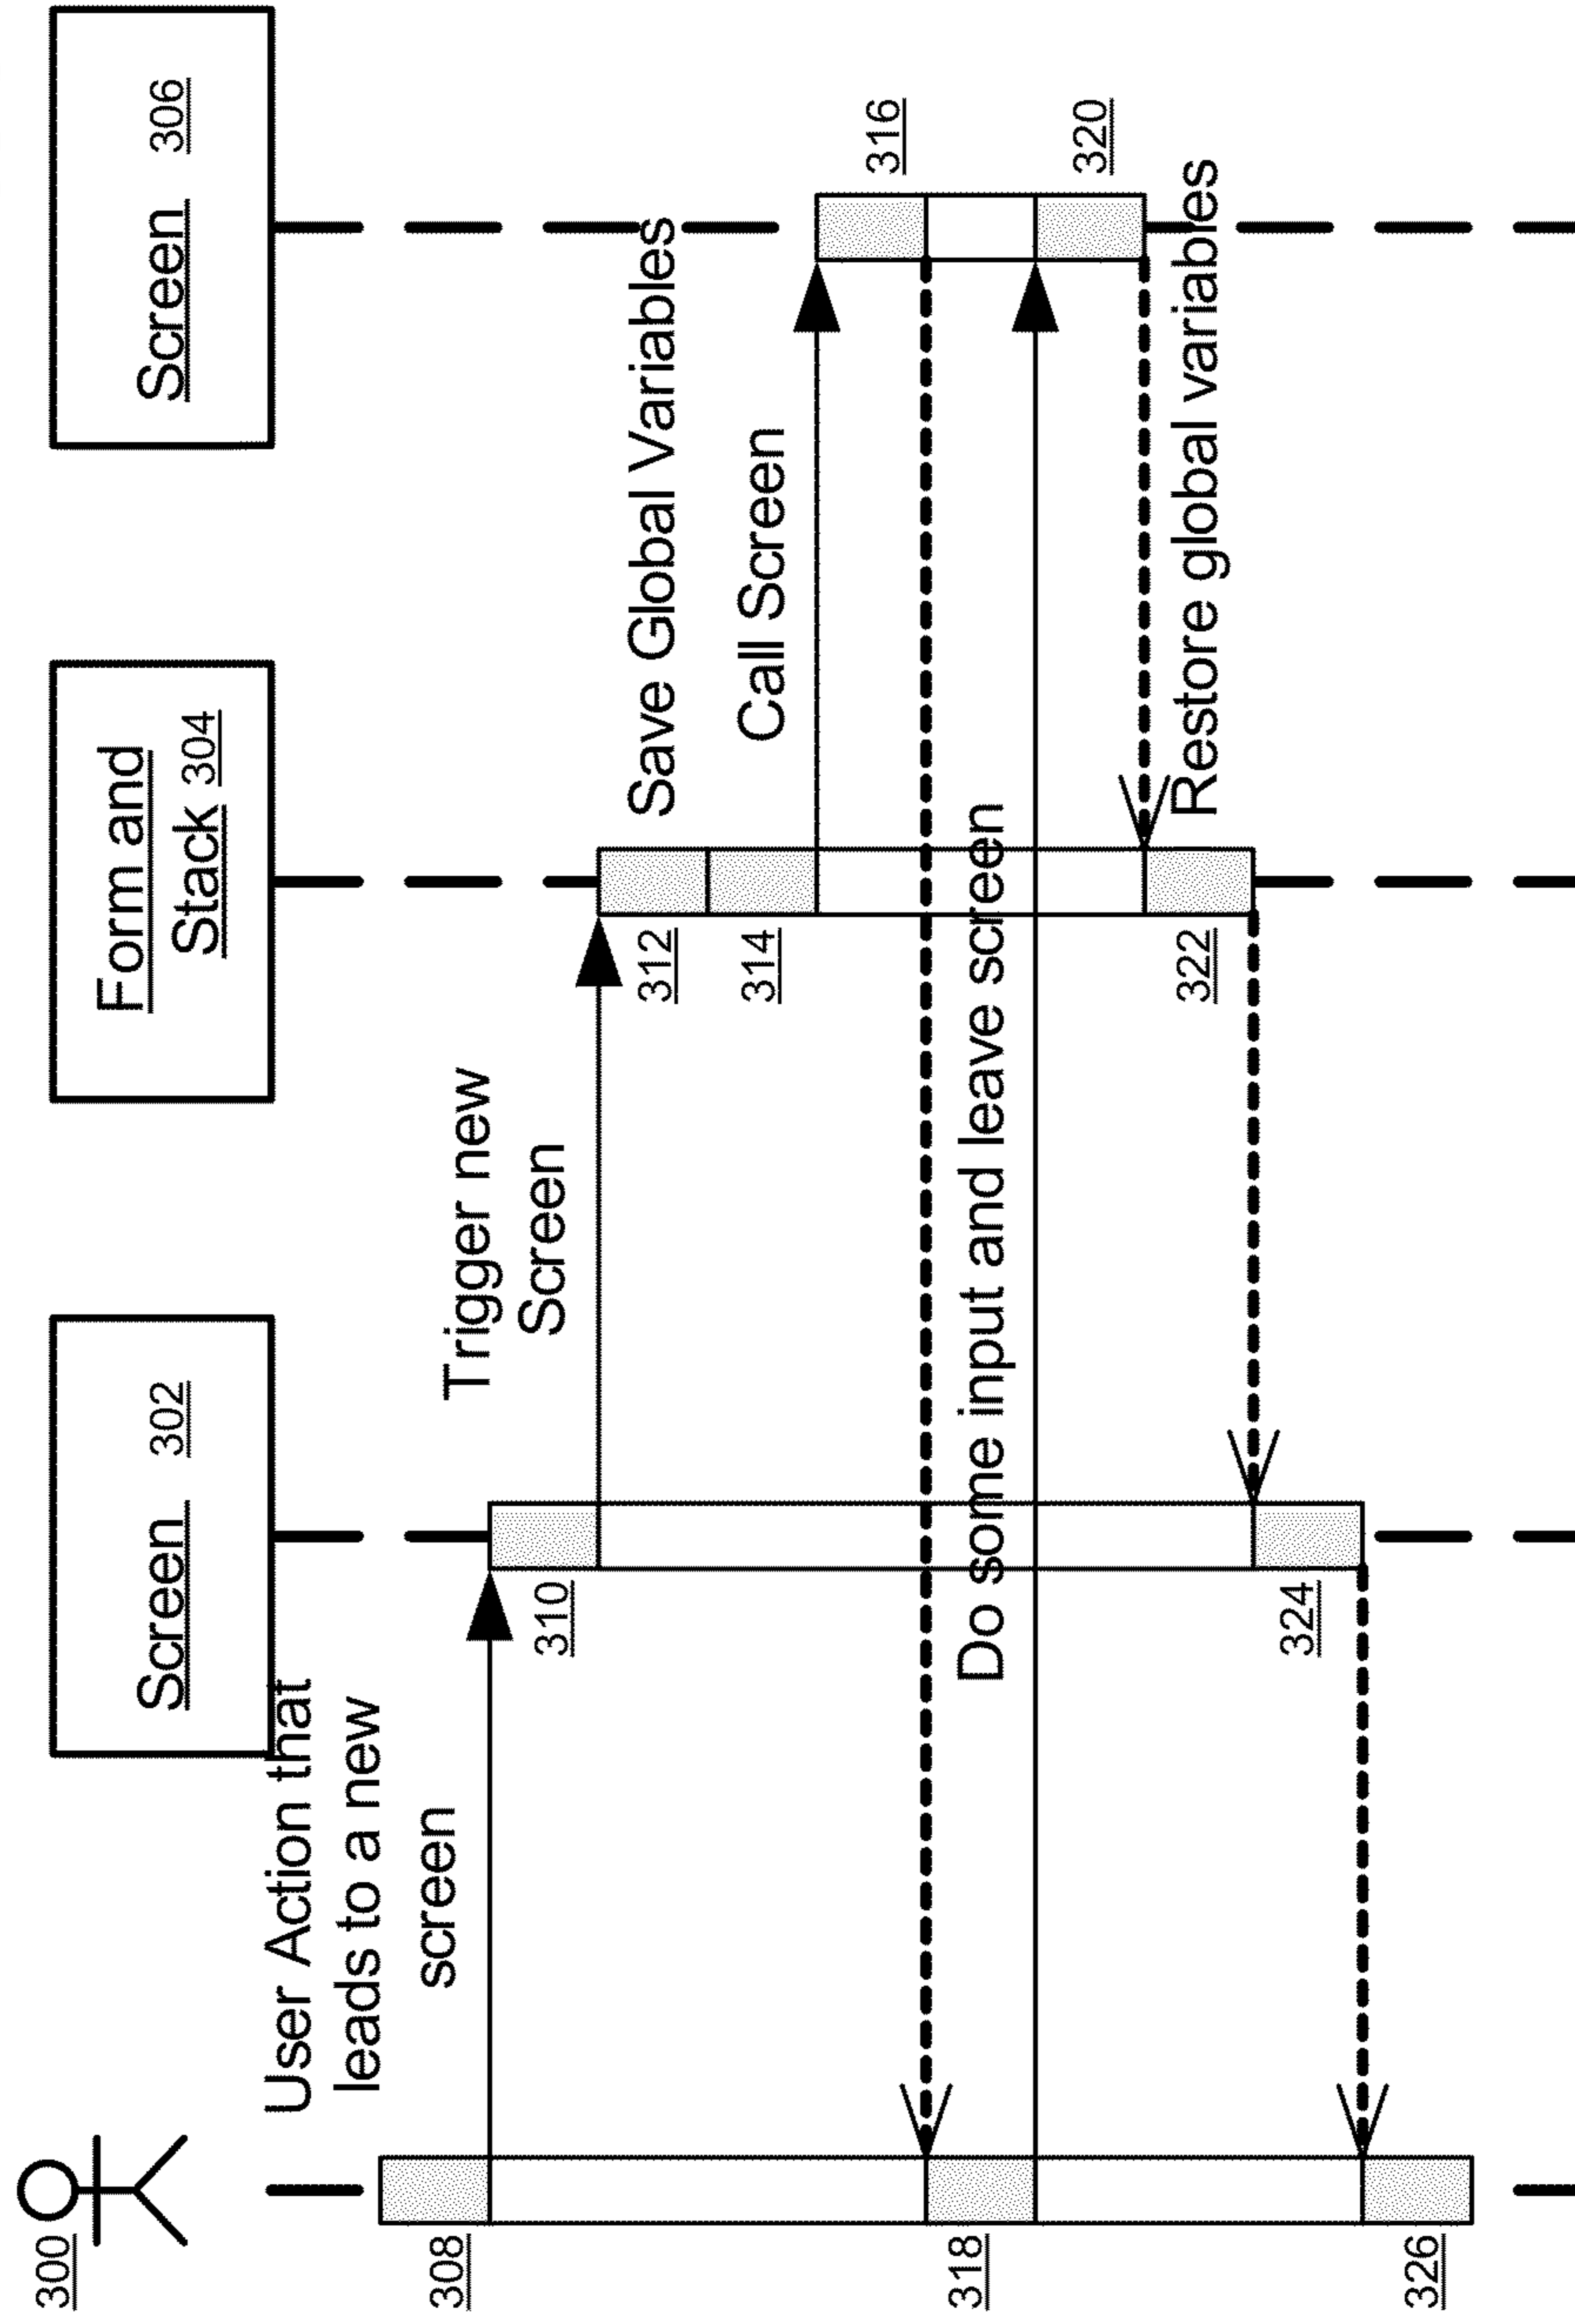 300
Screen 302
Form and
Stack 304
Screen 306
User Action that
leads to a new
screen
308
310
Trigger new
Screen
312
314
Save Global Variables
Call Screen
316
318
Do some input and leave screen
320
Restore global variables
322
324
326